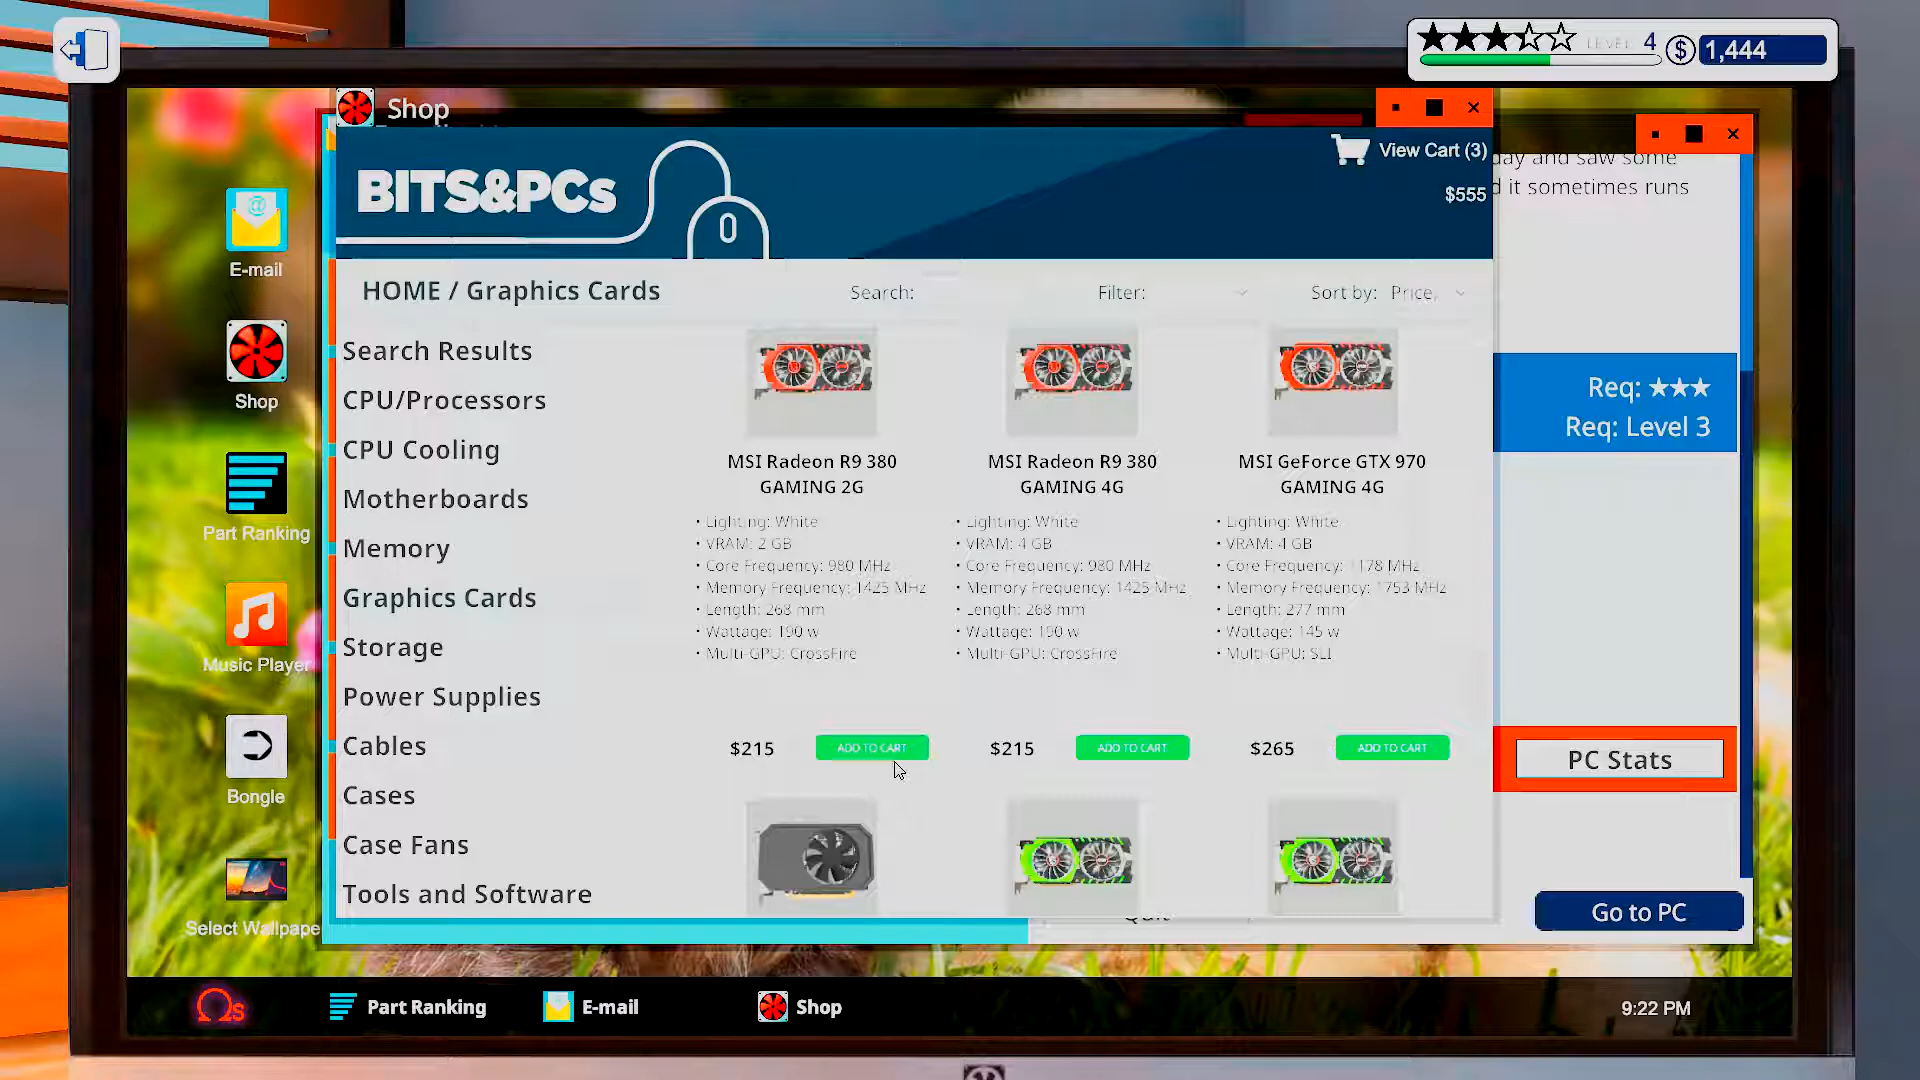 LEVEL 4
$ 1,444
Shop
View Cart (3)
$555
day and saw some
d it sometimes runs
BITS&PCs
HOME / Graphics Cards
Search:
Filter:
Sort by: Price,
E-mail
Shop
Part Ranking
Music Player
Bongle
Select Wallpape
Search Results
CPU/Processors
CPU Cooling
Motherboards
Memory
Graphics Cards
Storage
Power Supplies
Cables
Cases
Case Fans
Tools and Software
MSI Radeon R9 380
GAMING 2G
• Lighting: White
• VRAM: 2 GB
• Core Frequency: 980 MHz
• Memory Frequency: 1425 MHz
• Length: 268 mm
• Wattage: 190 w
• Multi-GPU: CrossFire
$215
ADD TO CART
MSI Radeon R9 380
GAMING 4G
• Lighting: White
• VRAM: 4 GB
• Core Frequency: 980 MHz
• Memory Frequency: 1425 MHz
• Length: 268 mm
• Wattage: 190 w
• Multi-GPU: CrossFire
$215
ADD TO CART
MSI GeForce GTX 970
GAMING 4G
• Lighting: White
• VRAM: 4 GB
• Core Frequency: 1178 MHz
• Memory Frequency: 1753 MHz
• Length: 277 mm
• Wattage: 145 w
• Multi-GPU: SLI
$265
ADD TO CART
Req: ★★★
Req: Level 3
PC Stats
Quit
Go to PC
Ωs
Part Ranking
E-mail
Shop
9:22 PM